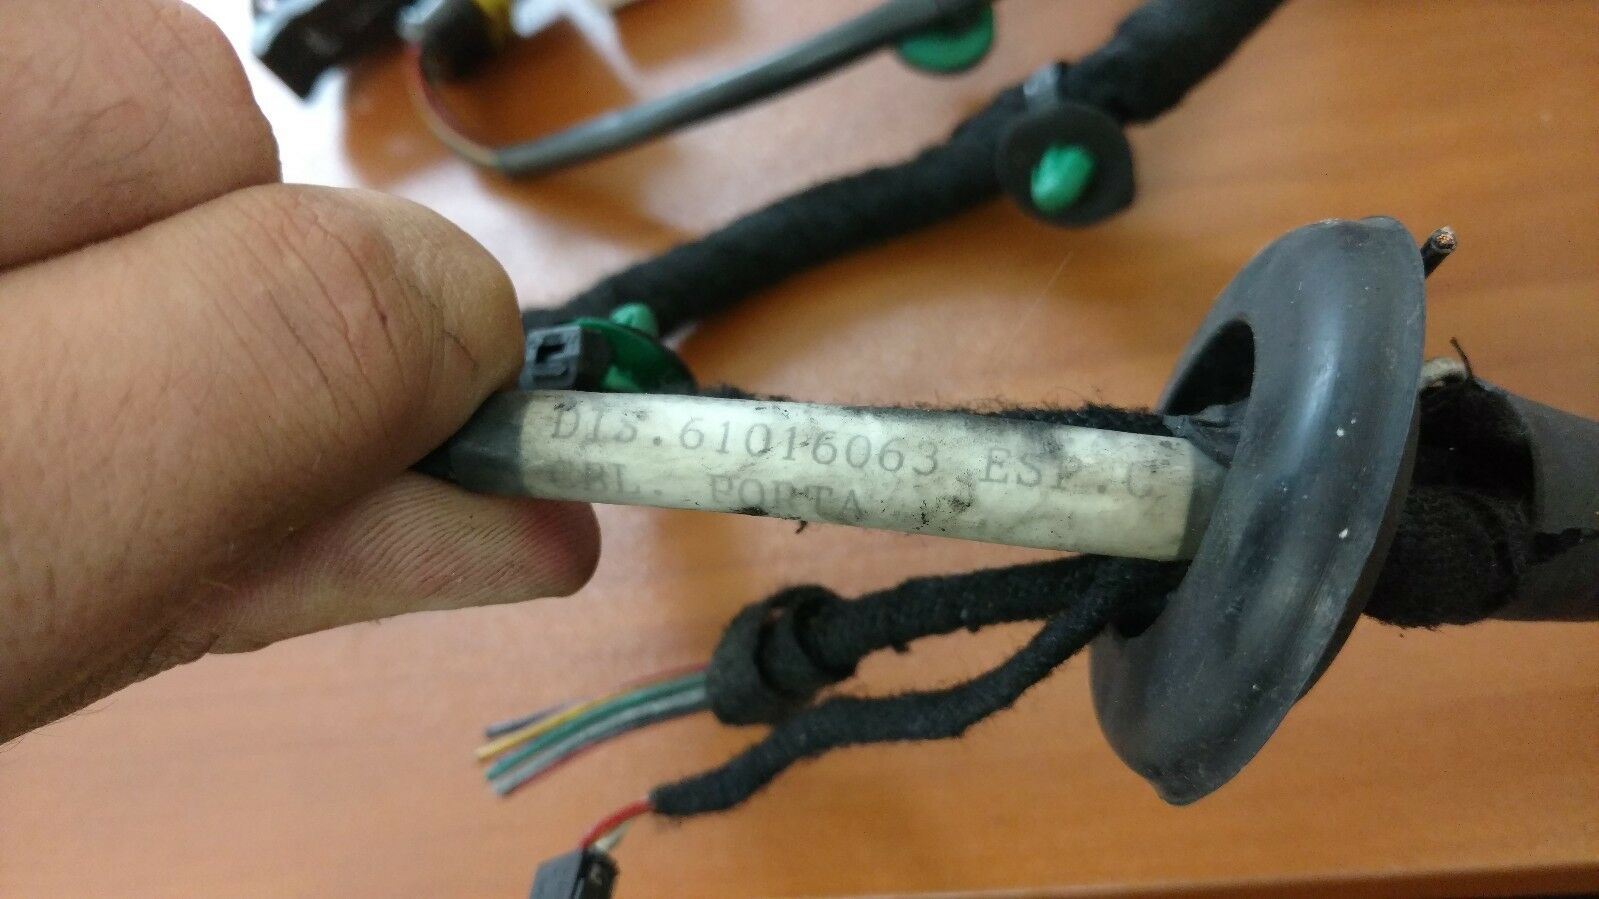 DIS.61016063 ESP.C
CBL. PORTA